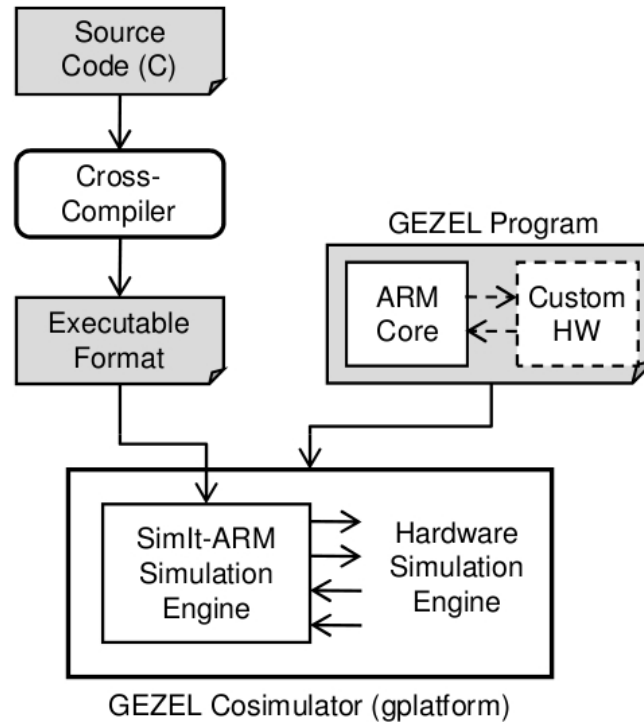 Source
Code (C)
Cross-
Compiler
Executable
Format
GEZEL Program
ARM
Core
Custom
HW
SimIt-ARM
Simulation
Engine
Hardware
Simulation
Engine
GEZEL Cosimulator (gplatform)